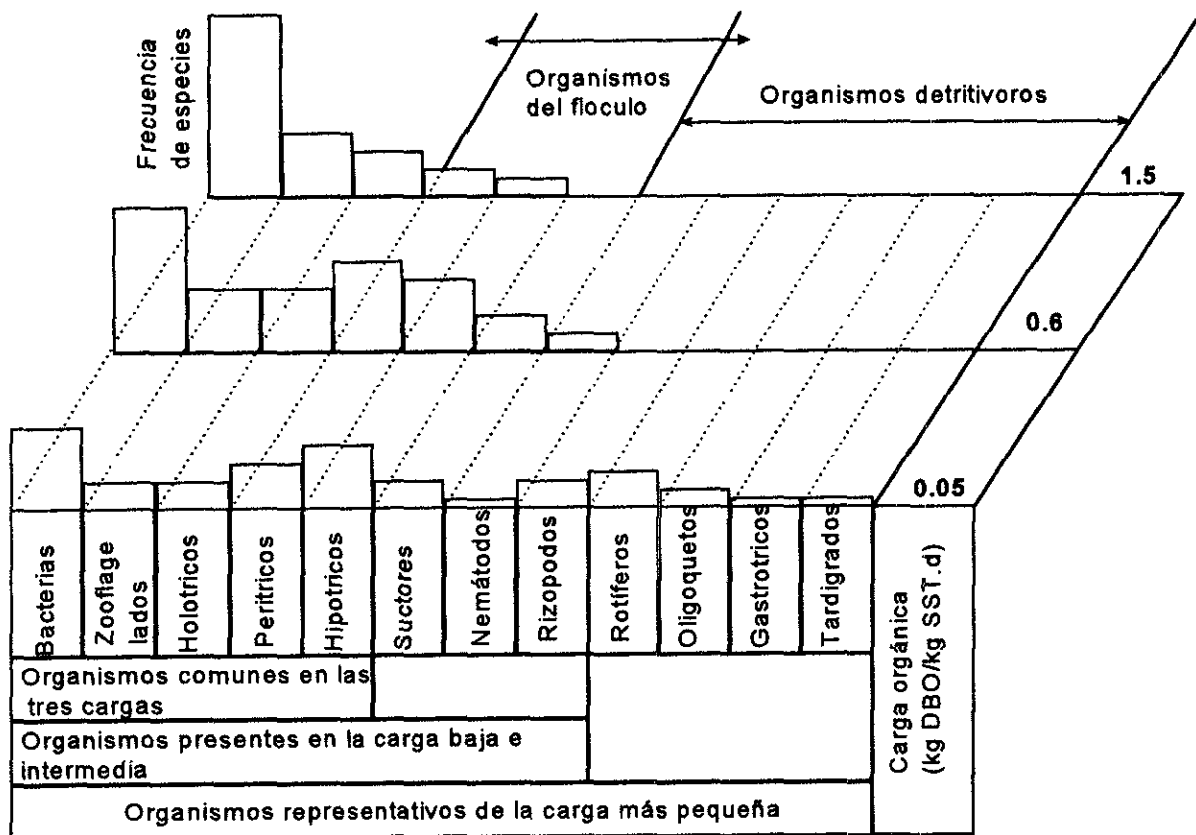 Frecuencia
de especies
Organismos
del floculo
Organismos detritivoros
1.5
0.6
0.05
Bacterias
Zooflage
lados
Holotricos
Peritricos
Hipotricos
Suctores
Nemátodos
Rizopodos
Rotíferos
Oligoquetos
Gastrotricos
Tardigrados
Carga orgánica
(kg DBO/kg SST.d)
Organismos comunes en las
tres cargas
Organismos presentes en la carga baja e
intermedia
Organismos representativos de la carga más pequeña